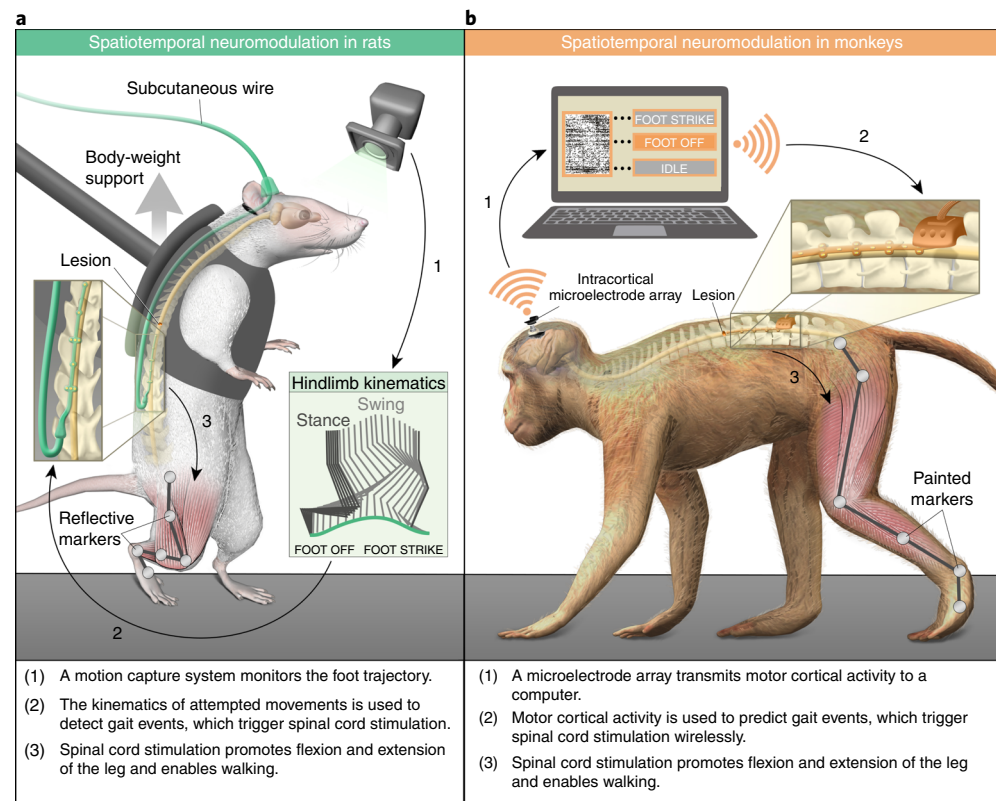 a
Spatiotemporal neuromodulation in rats
Subcutaneous wire
Body-weight
support
1
Lesion
Hindlimb kinematics
Swing
Stance
3
Reflective
markers
FOOT OFF FOOT STRIKE
2
(1) A motion capture system monitors the foot trajectory.
(2) The kinematics of attempted movements is used to
detect gait events, which trigger spinal cord stimulation.
(3) Spinal cord stimulation promotes flexion and extension
of the leg and enables walking.
b
Spatiotemporal neuromodulation in monkeys
FOOT STRIKE
FOOT OFF
IDLE
2
1
Intracortical
microelectrode array
Lesion
3
Painted
markers
(1) A microelectrode array transmits motor cortical activity to a
computer.
(2) Motor cortical activity is used to predict gait events, which trigger
spinal cord stimulation wirelessly.
(3) Spinal cord stimulation promotes flexion and extension of the leg
and enables walking.